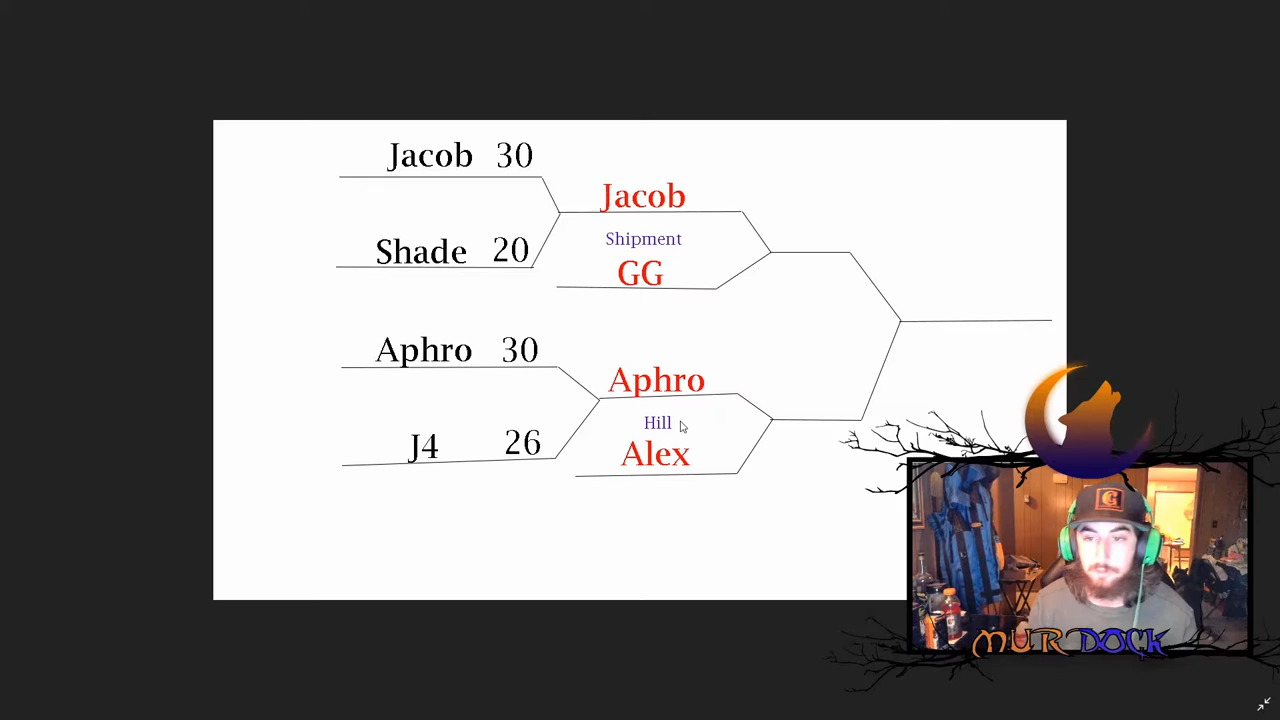 Jacob 30
Jacob
Shipment
Shade 20
GG
Aphro 30
Aphro
Hill
J4 26
Alex
G
MURDOCK